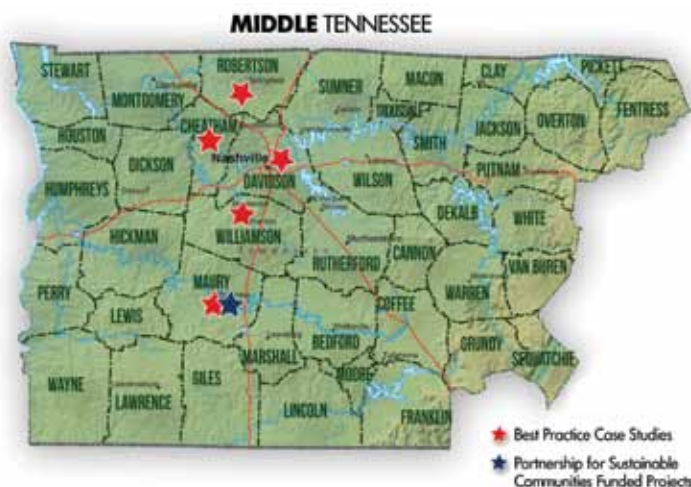 MIDDLE TENNESSEE
STEWART
MONTGOMERY
ROBERTSON
SUMNER
MACON
CLAY
PICKETT
HOUSTON
CHEATHAM
TROUSDALE
JACKSON
OVERTON
FENTRESS
DICKSON
Nashville
SMITH
PUTNAM
HUMPHREYS
DAVIDSON
WILSON
DEKALB
WHITE
HICKMAN
WILLIAMSON
RUTHERFORD
CANNON
VAN BUREN
PERRY
LEWIS
MAURY
COFFEE
WARREN
BEDFORD
GRUNDY
SEQUATCHIE
MARSHALL
MOORE
WAYNE
LAWRENCE
GILES
LINCOLN
FRANKLIN
Best Practice Case Studies
Partnership for Sustainable
Communities Funded Projects